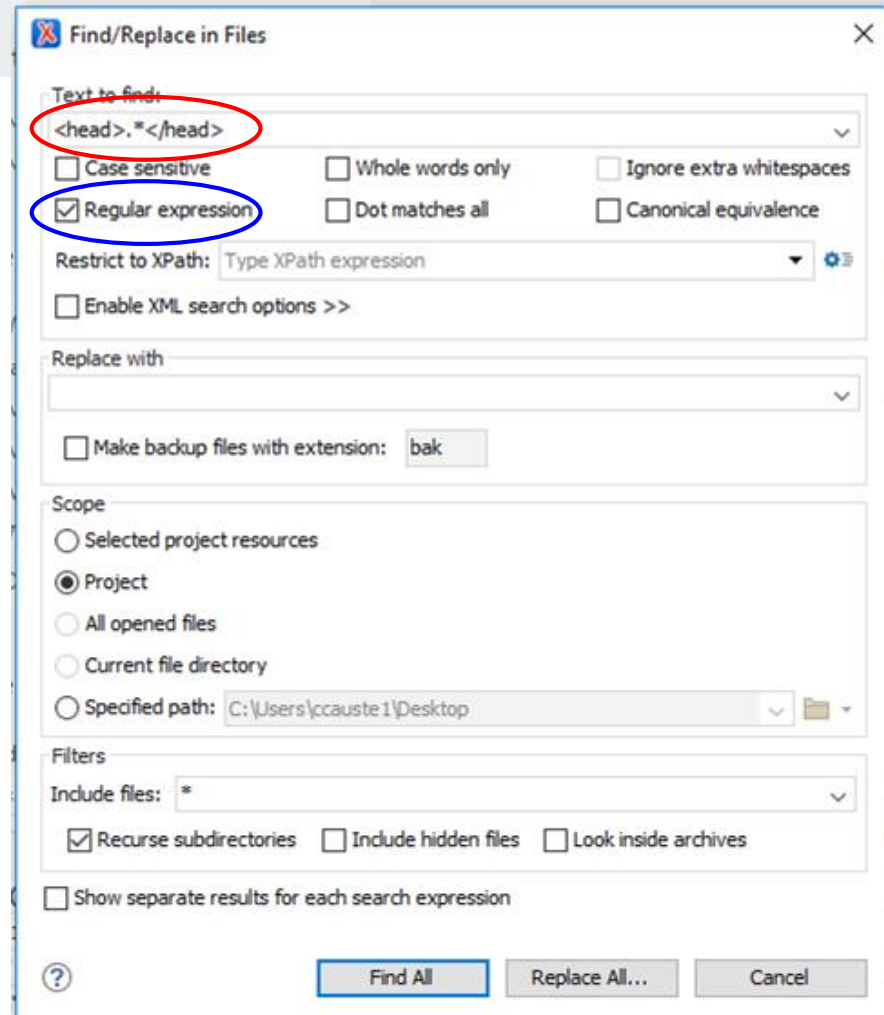 Find/Replace in Files
Text to find:
<head>.*</head>
Case sensitive Whole words only Ignore extra whitespaces
Regular expression Dot matches all Canonical equivalence
Restrict to XPath: Type XPath expression
Enable XML search options >>
Replace with
Make backup files with extension: bak
Scope
Selected project resources
Project
All opened files
Current file directory
Specified path: C:\Users\ccauste1\Desktop
Filters
Include files: *
Recurse subdirectories Include hidden files Look inside archives
Show separate results for each search expression
? Find All Replace All... Cancel